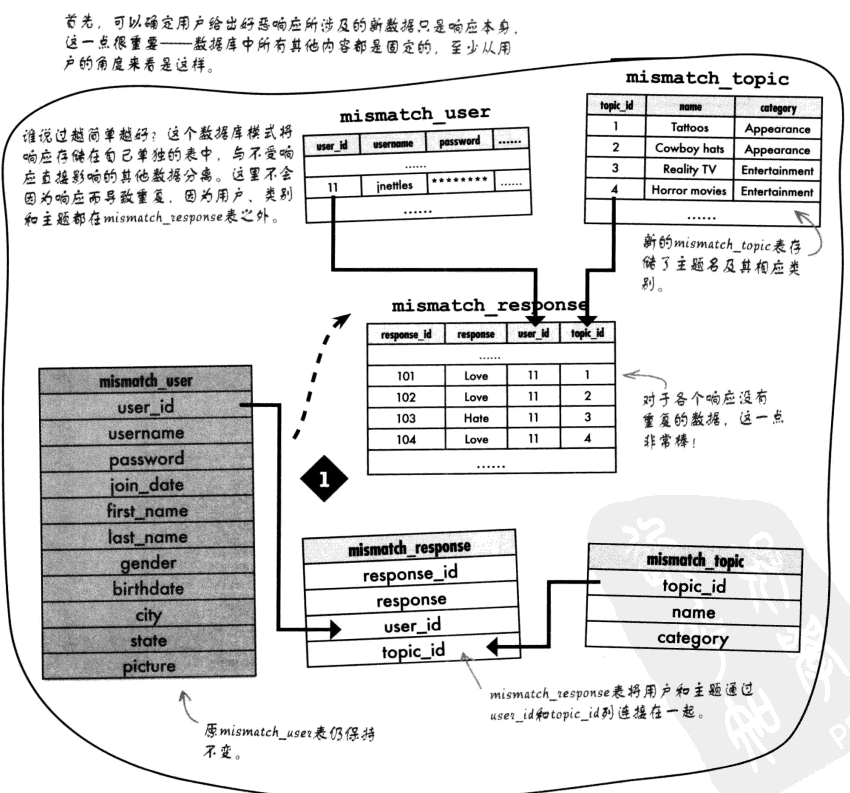 首先，可以确定用户给出好恶响应所涉及的新数据只是响应本身，
这一点很重要——数据库中所有其他内容都是固定的，至少从用
户的角度来看是这样。
谁说过越简单越好？这个数据库模式将
响应存储在自己单独的表中，与不受响
应直接影响的其他数据分离。这里不会
因为响应而导致重复，因为用户、类别
和主题都在mismatch_response表之外。
mismatch_user
user_id username password ……
……
11 jnettles ******** ……
……
mismatch_topic
topic_id name category
1 Tattoos Appearance
2 Cowboy hats Appearance
3 Reality TV Entertainment
4 Horror movies Entertainment
……
新的mismatch_topic表存
储了主题名及其相应类
别。
mismatch_response
response_id response user_id topic_id
……
101 Love 11 1
102 Love 11 2
103 Hate 11 3
104 Love 11 4
……
对于各个响应没有
重复的数据，这一点
非常棒！
1
mismatch_user
user_id
username
password
join_date
first_name
last_name
gender
birthdate
city
state
picture
原mismatch_user表仍保持
不变。
mismatch_response
response_id
response
user_id
topic_id
mismatch_response表将用户和主题通过
user_id和topic_id列连接在一起。
mismatch_topic
topic_id
name
category